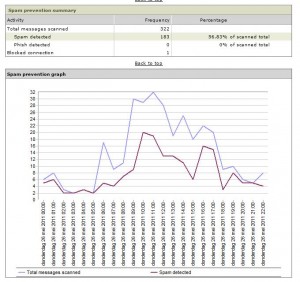 Back to top
Spam prevention summary
Activity Frequency Percentage
Total messages scanned 322
Spam detected 183 56.83% of scanned total
Phish detected 0 0% of scanned total
Blocked connection 1
Back to top
Spam prevention graph
32
30
28
26
24
22
20
18
16
14
12
10
8
6
4
2
0
donderdag 26 mei 2011 00:00
donderdag 26 mei 2011 01:00
donderdag 26 mei 2011 02:00
donderdag 26 mei 2011 03:00
donderdag 26 mei 2011 04:00
donderdag 26 mei 2011 05:00
donderdag 26 mei 2011 06:00
donderdag 26 mei 2011 07:00
donderdag 26 mei 2011 08:00
donderdag 26 mei 2011 09:00
donderdag 26 mei 2011 10:00
donderdag 26 mei 2011 11:00
donderdag 26 mei 2011 12:00
donderdag 26 mei 2011 13:00
donderdag 26 mei 2011 14:00
donderdag 26 mei 2011 15:00
donderdag 26 mei 2011 16:00
donderdag 26 mei 2011 17:00
donderdag 26 mei 2011 18:00
donderdag 26 mei 2011 19:00
donderdag 26 mei 2011 20:00
donderdag 26 mei 2011 21:00
donderdag 26 mei 2011 22:00
Total messages scanned Spam detected